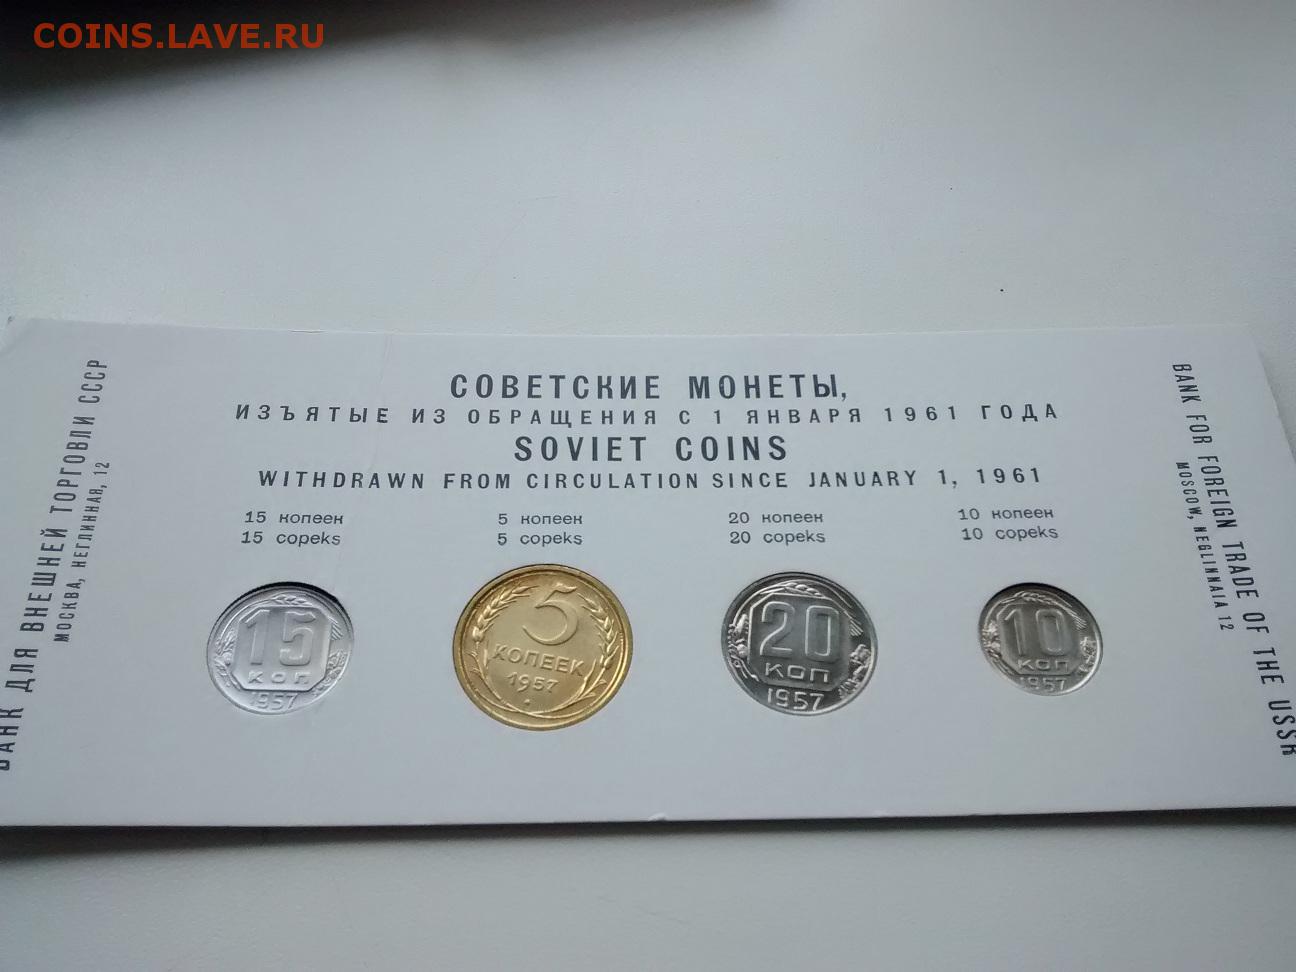 COINS.LAVE.RU
СОВЕТСКИЕ МОНЕТЫ,
ИЗЪЯТЫЕ ИЗ ОБРАЩЕНИЯ С 1 ЯНВАРЯ 1961 ГОДА
SOVIET COINS
WITHDRAWN FROM CIRCULATION SINCE JANUARY 1, 1961
15 копеек
15 copeks
5 копеек
5 copeks
20 копеек
20 copeks
10 копеек
10 copeks
БАНК ДЛЯ ВНЕШНЕЙ ТОРГОВЛИ СССР
МОСКВА, НЕГЛИННАЯ, 12
BANK FOR FOREIGN TRADE OF THE USSR
MOSCOW, NEGLINNAIA 12
15
КОП
1957
5
КОПЕЕК
1957
20
КОП
1957
10
КОП
1957